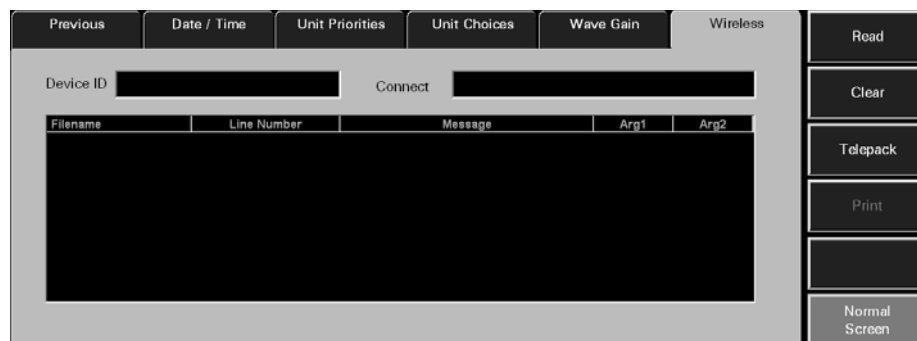 Previous
Date / Time
Unit Priorities
Unit Choices
Wave Gain
Wireless
Device ID
Connect
Filename
Line Number
Message
Arg1
Arg2
Read
Clear
Telepack
Print
Normal
Screen